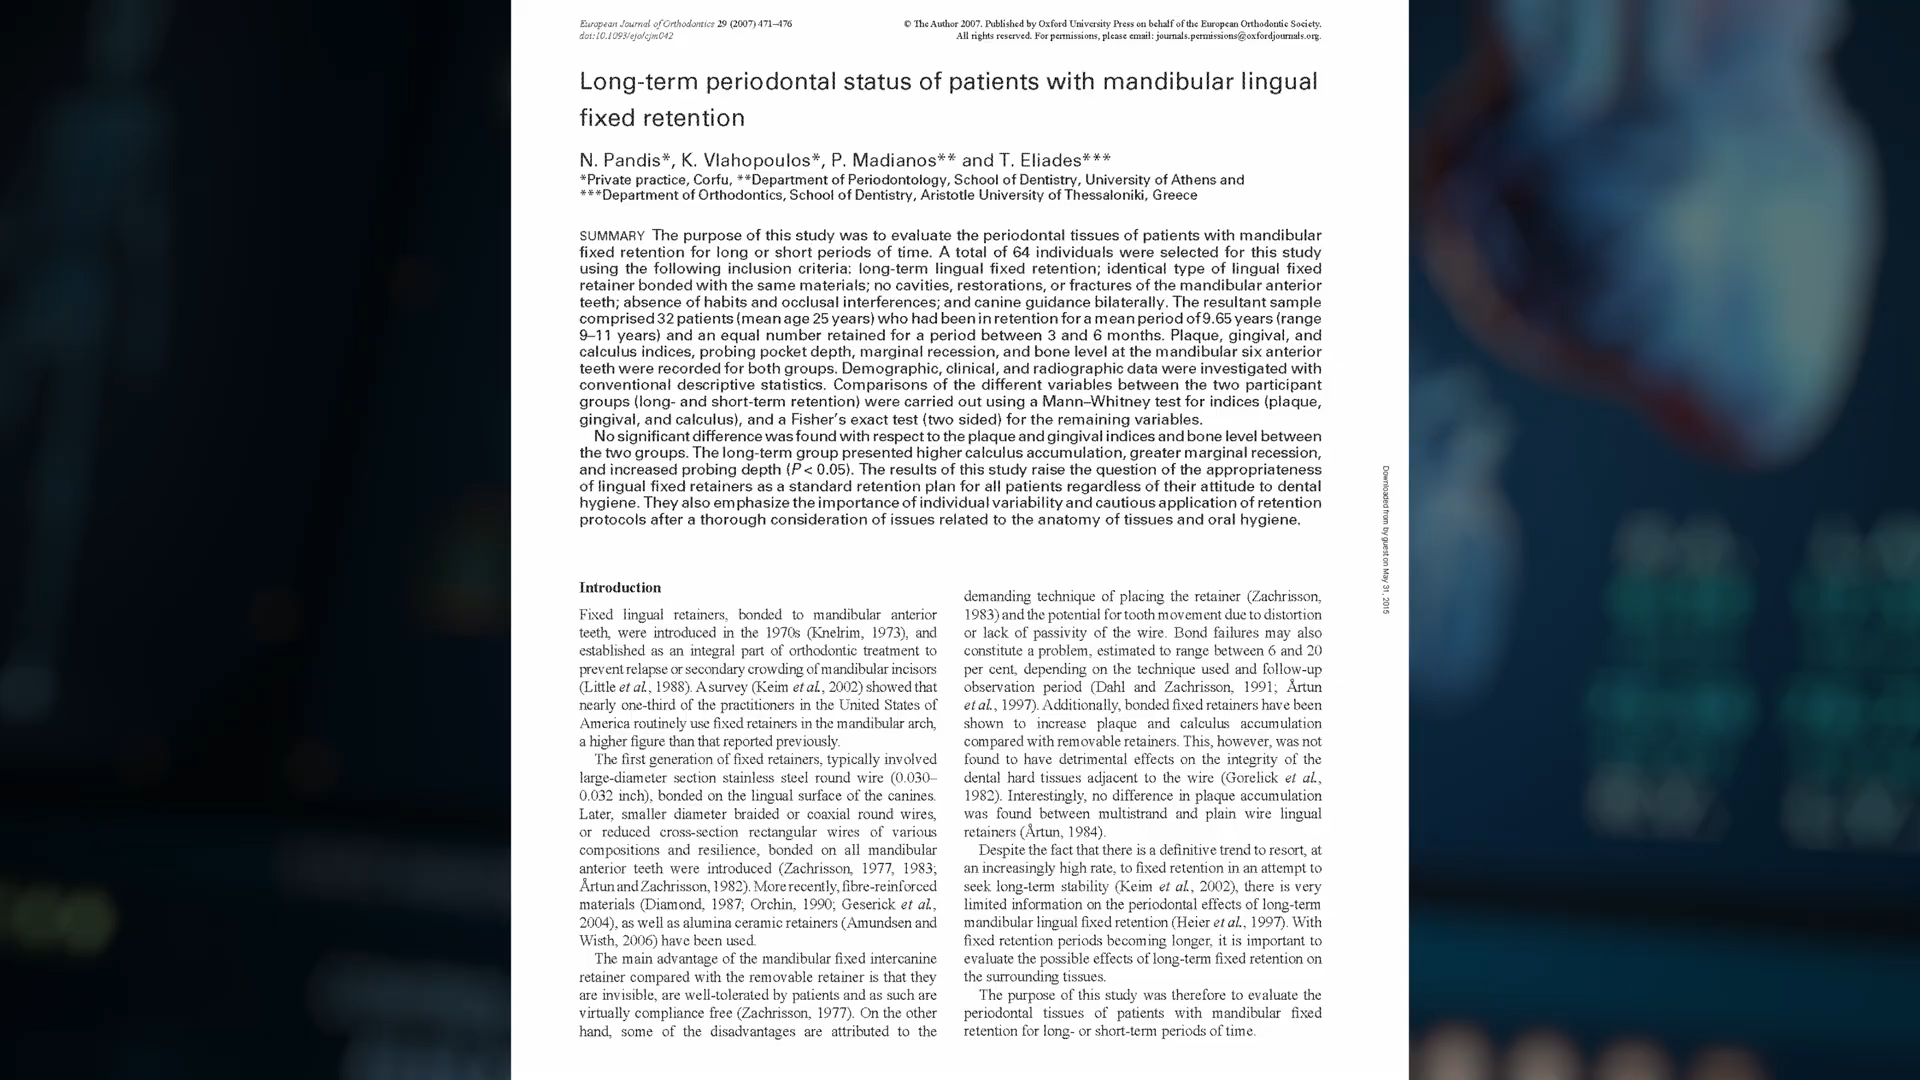 European Journal of Orthodontics 29 (2007) 471–476
doi:10.1093/ejo/cjm042
© The Author 2007. Published by Oxford University Press on behalf of the European Orthodontic Society.
All rights reserved. For permissions, please email: journals.permissions@oxfordjournals.org.
Long-term periodontal status of patients with mandibular lingual
fixed retention
N. Pandis*, K. Vlahopoulos*, P. Madianos** and T. Eliades***
*Private practice, Corfu, **Department of Periodontology, School of Dentistry, University of Athens and
***Department of Orthodontics, School of Dentistry, Aristotle University of Thessaloniki, Greece
SUMMARY The purpose of this study was to evaluate the periodontal tissues of patients with mandibular
fixed retention for long or short periods of time. A total of 64 individuals were selected for this study
using the following inclusion criteria: long-term lingual fixed retention; identical type of lingual fixed
retainer bonded with the same materials; no cavities, restorations, or fractures of the mandibular anterior
teeth; absence of habits and occlusal interferences; and canine guidance bilaterally. The resultant sample
comprised 32 patients (mean age 25 years) who had been in retention for a mean period of 9.65 years (range
9–11 years) and an equal number retained for a period between 3 and 6 months. Plaque, gingival, and
calculus indices, probing pocket depth, marginal recession, and bone level at the mandibular six anterior
teeth were recorded for both groups. Demographic, clinical, and radiographic data were investigated with
conventional descriptive statistics. Comparisons of the different variables between the two participant
groups (long- and short-term retention) were carried out using a Mann–Whitney test for indices (plaque,
gingival, and calculus), and a Fisher's exact test (two sided) for the remaining variables.
No significant difference was found with respect to the plaque and gingival indices and bone level between
the two groups. The long-term group presented higher calculus accumulation, greater marginal recession,
and increased probing depth (P < 0.05). The results of this study raise the question of the appropriateness
of lingual fixed retainers as a standard retention plan for all patients regardless of their attitude to dental
hygiene. They also emphasize the importance of individual variability and cautious application of retention
protocols after a thorough consideration of issues related to the anatomy of tissues and oral hygiene.
Introduction
Fixed lingual retainers, bonded to mandibular anterior
teeth, were introduced in the 1970s (Knelrim, 1973), and
established as an integral part of orthodontic treatment to
prevent relapse or secondary crowding of mandibular incisors
(Little et al., 1988). A survey (Keim et al., 2002) showed that
nearly one-third of the practitioners in the United States of
America routinely use fixed retainers in the mandibular arch,
a higher figure than that reported previously.
The first generation of fixed retainers, typically involved
large-diameter section stainless steel round wire (0.030–
0.032 inch), bonded on the lingual surface of the canines.
Later, smaller diameter braided or coaxial round wires,
or reduced cross-section rectangular wires of various
compositions and resilience, bonded on all mandibular
anterior teeth were introduced (Zachrisson, 1977, 1983;
Årtun and Zachrisson, 1982). More recently, fibre-reinforced
materials (Diamond, 1987; Orchin, 1990; Geserick et al.,
2004), as well as alumina ceramic retainers (Amundsen and
Wisth, 2006) have been used.
The main advantage of the mandibular fixed intercanine
retainer compared with the removable retainer is that they
are invisible, are well-tolerated by patients and as such are
virtually compliance free (Zachrisson, 1977). On the other
hand, some of the disadvantages are attributed to the
demanding technique of placing the retainer (Zachrisson,
1983) and the potential for tooth movement due to distortion
or lack of passivity of the wire. Bond failures may also
constitute a problem, estimated to range between 6 and 20
per cent, depending on the technique used and follow-up
observation period (Dahl and Zachrisson, 1991; Årtun
et al., 1997). Additionally, bonded fixed retainers have been
shown to increase plaque and calculus accumulation
compared with removable retainers. This, however, was not
found to have detrimental effects on the integrity of the
dental hard tissues adjacent to the wire (Gorelick et al.,
1982). Interestingly, no difference in plaque accumulation
was found between multistrand and plain wire lingual
retainers (Årtun, 1984).
Despite the fact that there is a definitive trend to resort, at
an increasingly high rate, to fixed retention in an attempt to
seek long-term stability (Keim et al., 2002), there is very
limited information on the periodontal effects of long-term
mandibular lingual fixed retention (Heier et al., 1997). With
fixed retention periods becoming longer, it is important to
evaluate the possible effects of long-term fixed retention on
the surrounding tissues.
The purpose of this study was therefore to evaluate the
periodontal tissues of patients with mandibular fixed
retention for long- or short-term periods of time.
Downloaded from by guest on May 31, 2015